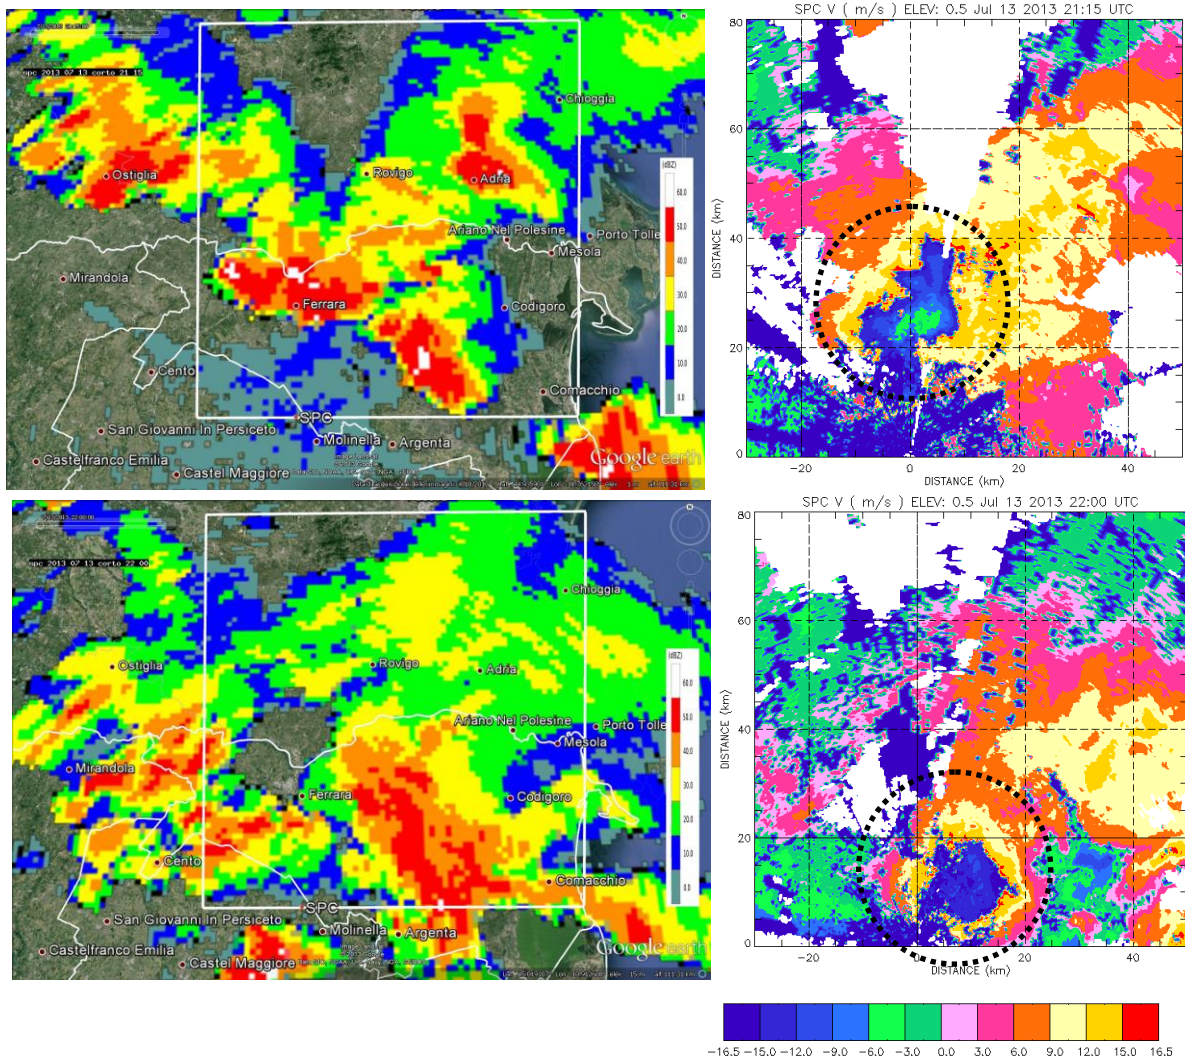 spc 2013 07 13 corto 21 15
Chioggia
Ostiglia
Rovigo
Adria
(dBZ)
60.0
50.0
40.0
30.0
20.0
10.0
0.0
Ariano Nel Polesine
Porto Tolle
Mesola
Mirandola
Ferrara
Codigoro
Cento
Comacchio
SPC
San Giovanni In Persiceto
Molinella
Argenta
Castelfranco Emilia
Castel Maggiore
Google earth
SPC V ( m/s ) ELEV: 0.5 Jul 13 2013 21:15 UTC
80
60
40
20
0
DISTANCE (km)
-20 0 20 40
DISTANCE (km)
spc 2013 07 13 corto 22 00
Chioggia
Ostiglia
Rovigo
Adria
(dBZ)
60.0
50.0
40.0
30.0
20.0
10.0
0.0
Ariano Nel Polesine
Porto Tolle
Mesola
Mirandola
Ferrara
Codigoro
Cento
Comacchio
SPC
San Giovanni In Persiceto
Molinella
Argenta
Castelfranco Emilia
Castel Maggiore
Google earth
SPC V ( m/s ) ELEV: 0.5 Jul 13 2013 22:00 UTC
80
60
40
20
0
DISTANCE (km)
-20 0 20 40
DISTANCE (km)
-16.5 -15.0 -12.0 -9.0 -6.0 -3.0 0.0 3.0 6.0 9.0 12.0 15.0 16.5